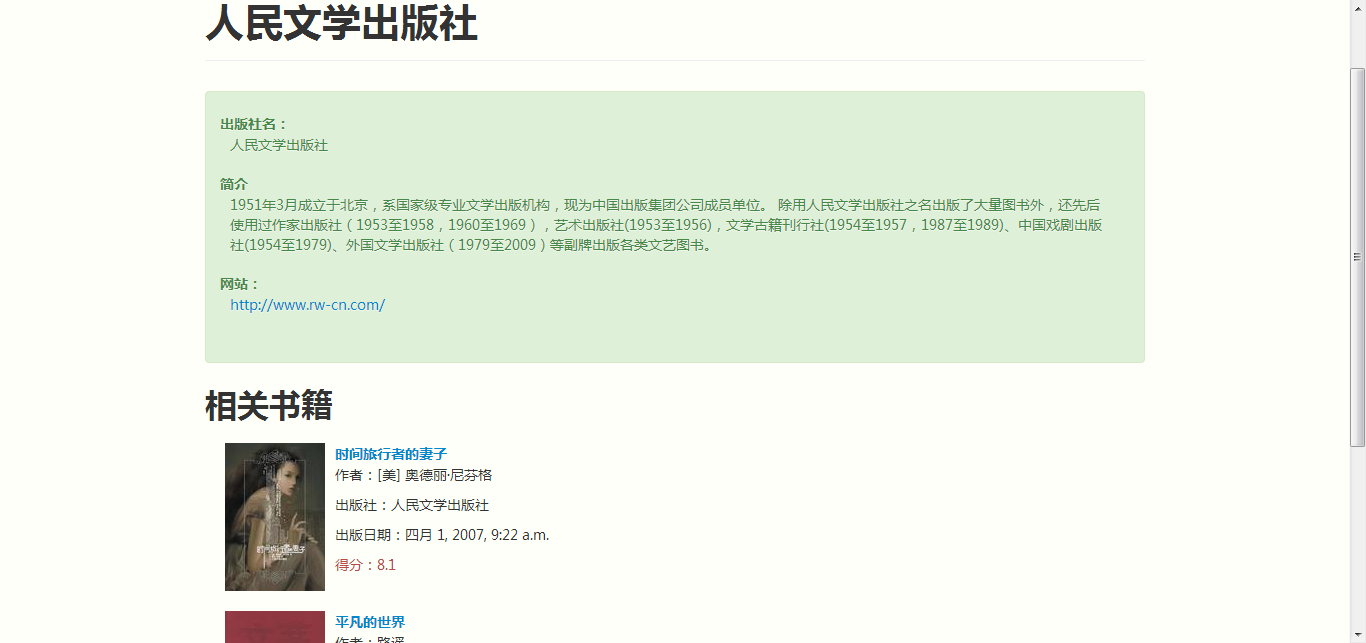 人民文学出版社
出版社名：
人民文学出版社
简介
1951年3月成立于北京，系国家级专业文学出版机构，现为中国出版集团公司成员单位。 除用人民文学出版社之名出版了大量图书外，还先后
使用过作家出版社（1953至1958，1960至1969），艺术出版社(1953至1956)，文学古籍刊行社(1954至1957，1987至1989)、中国戏剧出版
社(1954至1979)、外国文学出版社（1979至2009）等副牌出版各类文艺图书。
网站：
http://www.rw-cn.com/
相关书籍
时间旅行者的妻子
作者：[美] 奥德丽·尼芬格
出版社：人民文学出版社
出版日期：四月 1, 2007, 9:22 a.m.
得分：8.1
时间旅行者的妻子
平凡的世界
作者：路遥